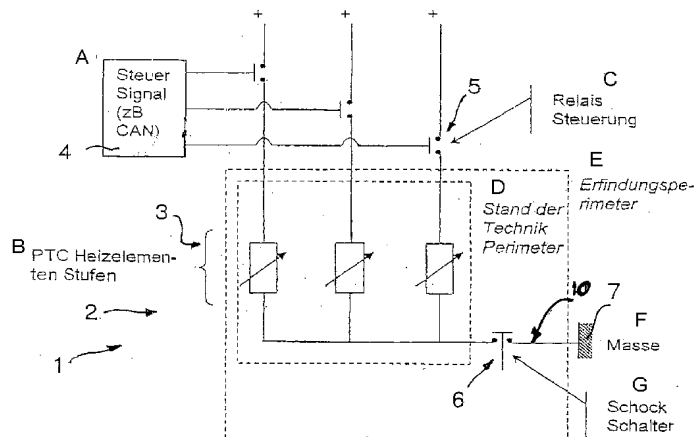 + + +
A
Steuer
Signal
(zB
CAN)
4
5
C
Relais
Steuerung
E
Erfindungspe-
rimeter
D
Stand der
Technik
Perimeter
3
B PTC Heizelemen-
ten Stufen
2
1
10
7
F
Masse
6
G
Schock
Schalter